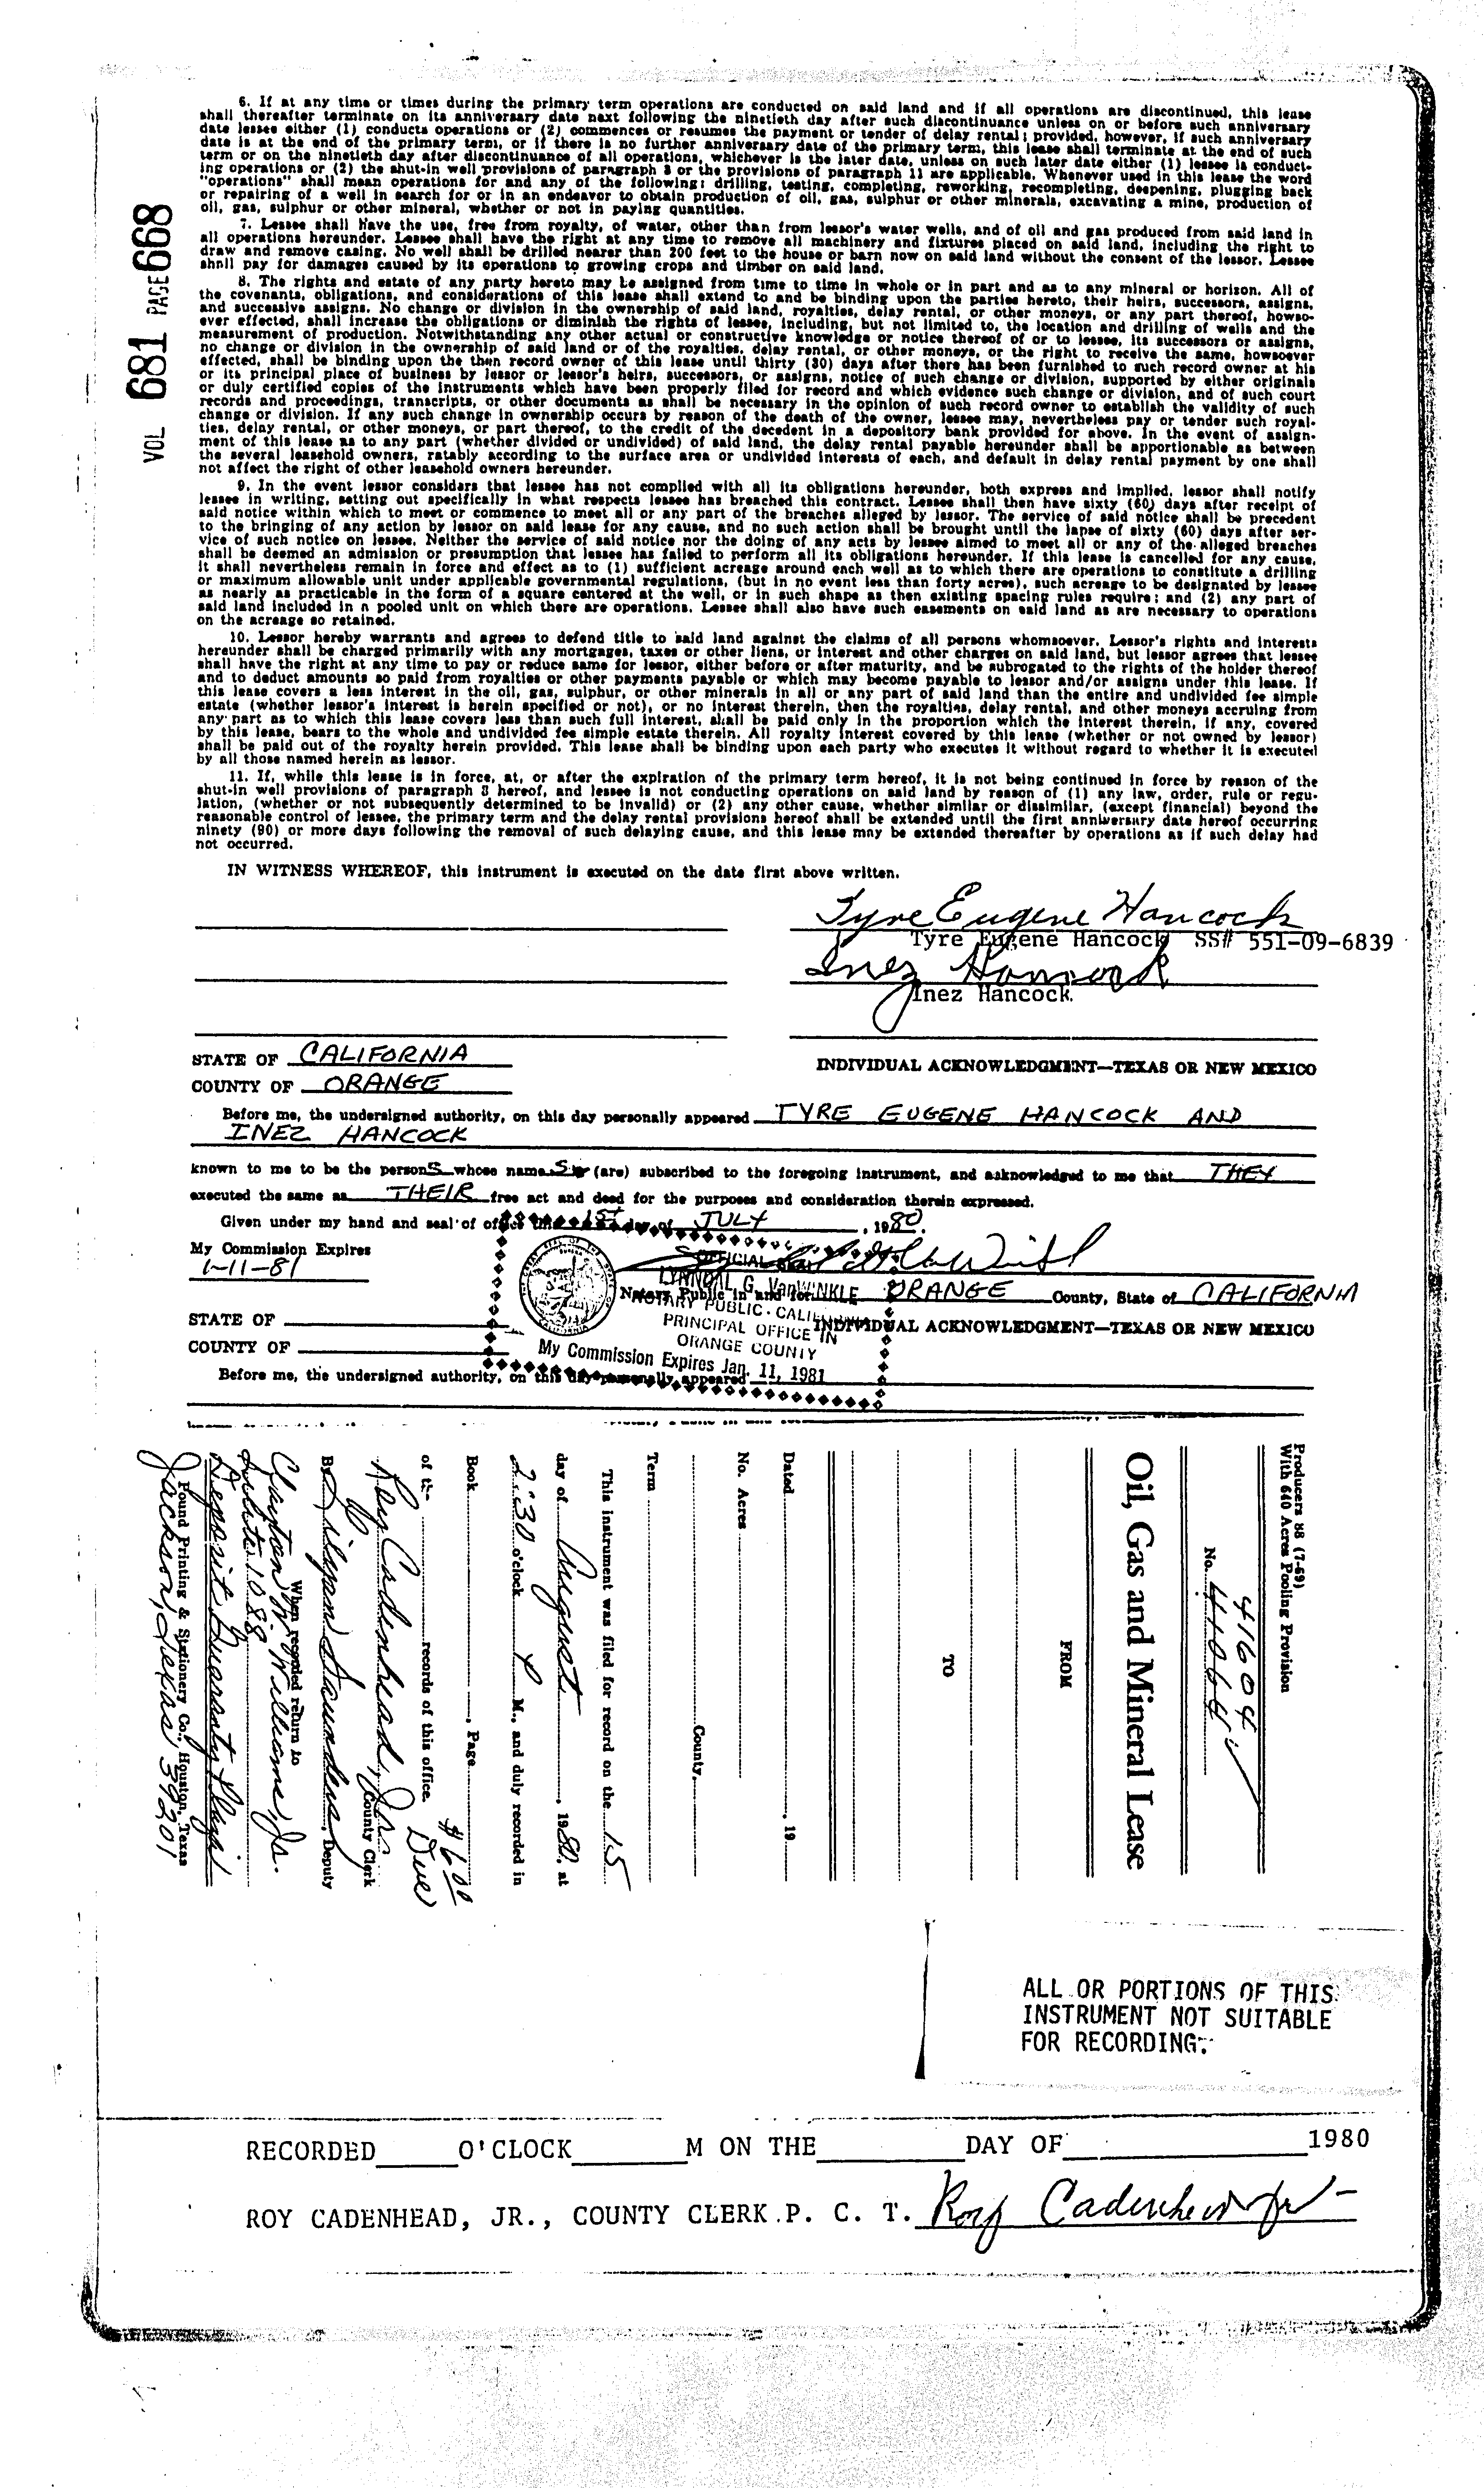 VOL 681 PAGE 668
6. If at any time or times during the primary term operations are conducted on said land and if all operations are discontinued, this lease
shall thereafter terminate on its anniversary date next following the ninetieth day after such discontinuance unless on or before such anniversary
date lessee either (1) conducts operations or (2) commences or resumes the payment or tender of delay rental; provided, however, if such anniversary
date is at the end of the primary term, or if there is no further anniversary date of the primary term, this lease shall terminate at the end of such
term or on the ninetieth day after discontinuance of all operations, whichever is the later date, unless on such later date either (1) lessee is conduct-
ing operations or (2) the shut-in well provisions of paragraph 3 or the provisions of paragraph 11 are applicable. Whenever used in this lease the word
"operations" shall mean operations for and any of the following: drilling, testing, completing, reworking, recompleting, deepening, plugging back
or repairing of a well in search for or in an endeavor to obtain production of oil, gas, sulphur or other minerals, excavating a mine, production of
oil, gas, sulphur or other mineral, whether or not in paying quantities.
7. Lessee shall have the use, free from royalty, of water, other than from lessor's water wells, and of oil and gas produced from said land in
all operations hereunder. Lessee shall have the right at any time to remove all machinery and fixtures placed on said land, including the right to
draw and remove casing. No well shall be drilled nearer than 200 feet to the house or barn now on said land without the consent of the lessor. Lessee
shall pay for damages caused by its operations to growing crops and timber on said land.
8. The rights and estate of any party hereto may be assigned from time to time in whole or in part and as to any mineral or horizon. All of
the covenants, obligations, and considerations of this lease shall extend to and be binding upon the parties hereto, their heirs, successors, assigns,
and successive assigns. No change or division in the ownership of said land, royalties, delay rental, or other moneys, or any part thereof, howso-
ever effected, shall increase the obligations or diminish the rights of lessee, including, but not limited to, the location and drilling of wells and the
measurement of production. Notwithstanding any other actual or constructive knowledge or notice thereof of or to lessee, its successors or assigns,
no change or division in the ownership of said land or of the royalties, delay rental, or other moneys, or the right to receive the same, howsoever
effected, shall be binding upon the then record owner of this lease until thirty (30) days after there has been furnished to such record owner at his
or its principal place of business by lessor or lessor's heirs, successors, or assigns, notice of such change or division, supported by either originals
or duly certified copies of the instruments which have been properly filed for record and which evidence such change or division, and of such court
records and proceedings, transcripts, or other documents as shall be necessary in the opinion of such record owner to establish the validity of such
change or division. If any such change in ownership occurs by reason of the death of the owner, lessee may, nevertheless pay or tender such royal-
ties, delay rental, or other moneys, or part thereof, to the credit of the decedent in a depository bank provided for above. In the event of assign-
ment of this lease as to any part (whether divided or undivided) of said land, the delay rental payable hereunder shall be apportionable as between
the several leasehold owners, ratably according to the surface area or undivided interests of each, and default in delay rental payment by one shall
not affect the right of other leasehold owners hereunder.
9. In the event lessor considers that lessee has not complied with all its obligations hereunder, both express and implied, lessor shall notify
lessee in writing, setting out specifically in what respects lessee has breached this contract. Lessee shall then have sixty (60) days after receipt of
said notice within which to meet or commence to meet all or any part of the breaches alleged by lessor. The service of said notice shall be precedent
to the bringing of any action by lessor on said lease for any cause, and no such action shall be brought until the lapse of sixty (60) days after ser-
vice of such notice on lessee. Neither the service of said notice nor the doing of any acts by lessee aimed to meet all or any of the alleged breaches
shall be deemed an admission or presumption that lessee has failed to perform all its obligations hereunder. If this lease is cancelled for any cause,
it shall nevertheless remain in force and effect as to (1) sufficient acreage around each well as to which there are operations to constitute a drilling
or maximum allowable unit under applicable governmental regulations, (but in no event less than forty acres), such acreage to be designated by lessee
as nearly as practicable in the form of a square centered at the well, or in such shape as then existing spacing rules require; and (2) any part of
said land included in a pooled unit on which there are operations. Lessee shall also have such easements on said land as are necessary to operations
on the acreage so retained.
10. Lessor hereby warrants and agrees to defend title to said land against the claims of all persons whomsoever. Lessor's rights and interests
hereunder shall be charged primarily with any mortgages, taxes or other liens, or interest and other charges on said land, but lessor agrees that lessee
shall have the right at any time to pay or reduce same for lessor, either before or after maturity, and be subrogated to the rights of the holder thereof
and to deduct amounts so paid from royalties or other payments payable or which may become payable to lessor and/or assigns under this lease. If
this lease covers a less interest in the oil, gas, sulphur, or other minerals in all or any part of said land than the entire and undivided fee simple
estate (whether lessor's interest is herein specified or not), or no interest therein, then the royalties, delay rental, and other moneys accruing from
any part as to which this lease covers less than such full interest, shall be paid only in the proportion which the interest therein, if any, covered
by this lease, bears to the whole and undivided fee simple estate therein. All royalty interest covered by this lease (whether or not owned by lessor)
shall be paid out of the royalty herein provided. This lease shall be binding upon each party who executes it without regard to whether it is executed
by all those named herein as lessor.
11. If, while this lease is in force, at, or after the expiration of the primary term hereof, it is not being continued in force by reason of the
shut-in well provisions of paragraph 3 hereof, and lessee is not conducting operations on said land by reason of (1) any law, order, rule or regu-
lation, (whether or not subsequently determined to be invalid) or (2) any other cause, whether similar or dissimilar, (except financial) beyond the
reasonable control of lessee, the primary term and the delay rental provisions hereof shall be extended until the first anniversary date hereof occurring
ninety (90) or more days following the removal of such delaying cause, and this lease may be extended thereafter by operations as if such delay had
not occurred.
IN WITNESS WHEREOF, this instrument is executed on the date first above written.
Tyre Eugene Hancock
Tyre Eugene Hancock SS# 551-09-6839
Inez Hancock
Inez Hancock
STATE OF CALIFORNIA
INDIVIDUAL ACKNOWLEDGMENT—TEXAS OR NEW MEXICO
COUNTY OF ORANGE
Before me, the undersigned authority, on this day personally appeared TYRE EUGENE HANCOCK AND
INEZ HANCOCK
known to me to be the persons whose names (are) subscribed to the foregoing instrument, and acknowledged to me that THEY
executed the same as THEIR free act and deed for the purposes and consideration therein expressed.
Given under my hand and seal of office this 1st day of JULY, 1980.
My Commission Expires
1-11-81
OFFICIAL SEAL
LYNNDAL G. VanWINKLE
NOTARY PUBLIC - CALIFORNIA
PRINCIPAL OFFICE IN
ORANGE COUNTY
My Commission Expires Jan. 11, 1981
Notary Public in and for ORANGE County, State of CALIFORNIA
STATE OF
INDIVIDUAL ACKNOWLEDGMENT—TEXAS OR NEW MEXICO
COUNTY OF
Before me, the undersigned authority, on this day personally appeared
Producers 88 (7-69)
With 640 Acres Pooling Provision
41604
No.
Oil, Gas and Mineral Lease
FROM
TO
Dated , 19
No. Acres
County,
Term
This instrument was filed for record on the 15
day of August, 1980, at
2:30 o'clock P M., and duly recorded in
Book , Page
$6.00
of the records of this office.
Due
Roy Cadenhead, Jr.
County Clerk
By Lilyan Saunders, Deputy
When recorded return to
Clayton W. Williams, Jr.
Suite 1088
Deposit Guaranty Plaza
Pound Printing & Stationery Co., Houston, Texas
Jackson, Texas 39201
ALL OR PORTIONS OF THIS
INSTRUMENT NOT SUITABLE
FOR RECORDING.
RECORDED O'CLOCK M ON THE DAY OF 1980
ROY CADENHEAD, JR., COUNTY CLERK P. C. T. Roy Cadenhead Jr